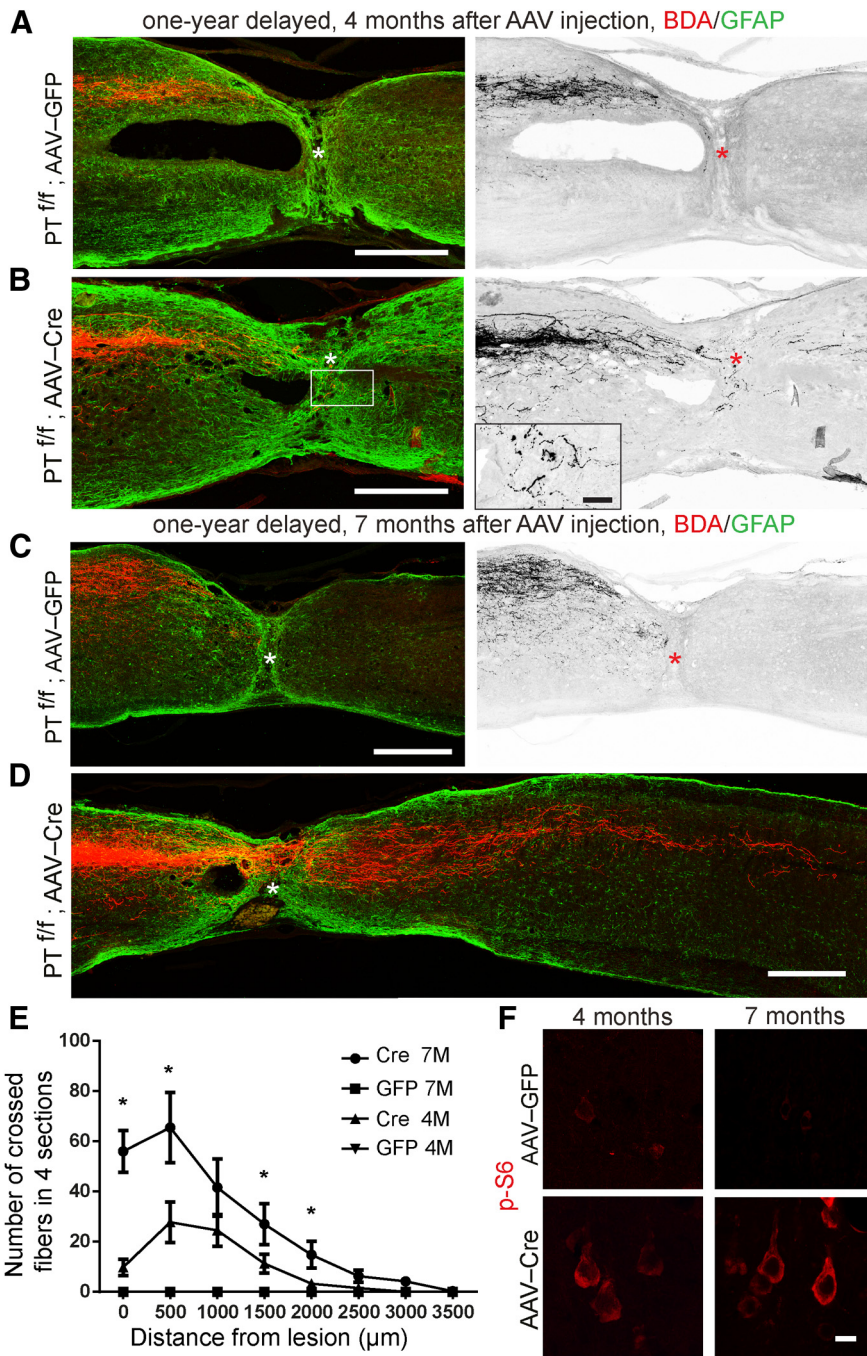 A one-year delayed, 4 months after AAV injection, BDA/GFAP
PT f/f ; AAV–GFP
*
*
B
PT f/f ; AAV–Cre
*
*
one-year delayed, 7 months after AAV injection, BDA/GFAP
C
PT f/f ; AAV–GFP
*
*
D
PT f/f ; AAV–Cre
*
E
Number of crossed
fibers in 4 sections
100
80
60
40
20
0
* * * *
Cre 7M
GFP 7M
Cre 4M
GFP 4M
0 500 1000 1500 2000 2500 3000 3500
Distance from lesion (µm)
F
4 months 7 months
p-S6
AAV–GFP
AAV–Cre